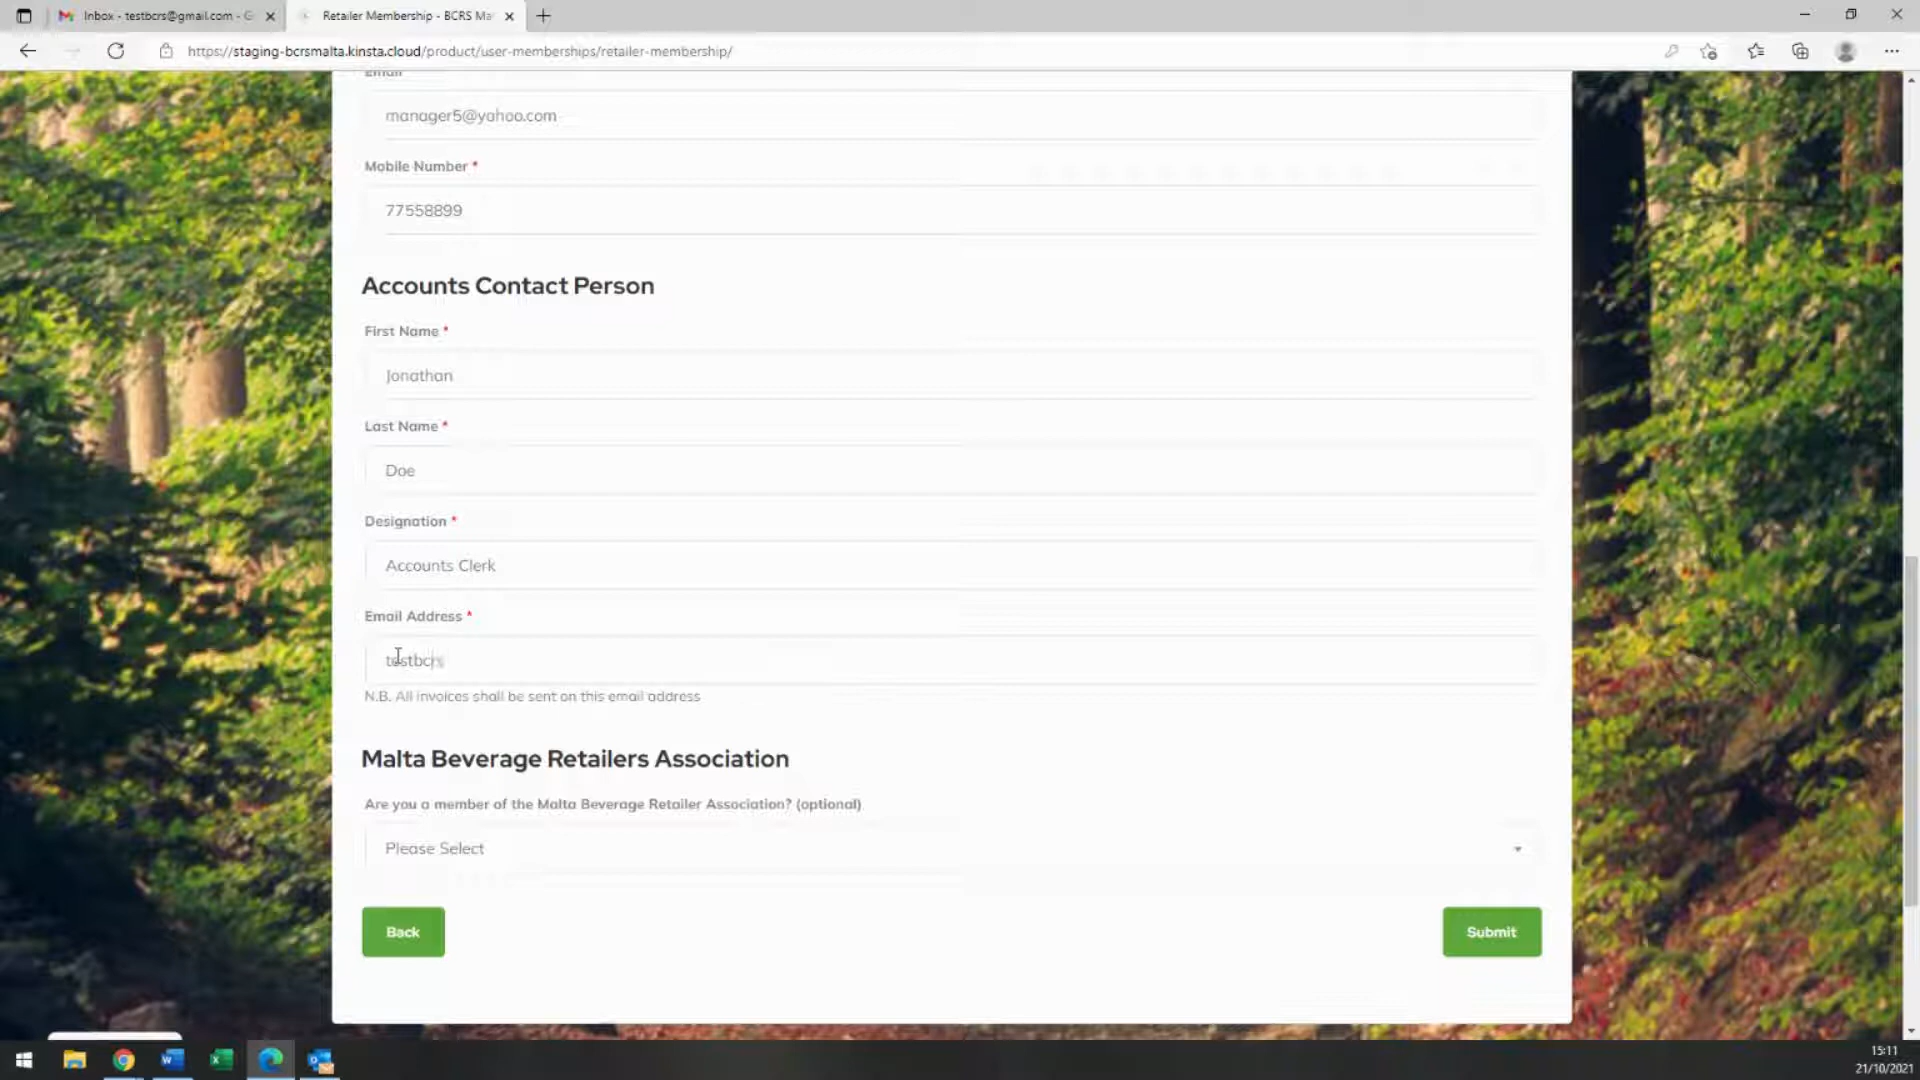 Inbox - testbcrs@gmail.com - G
Retailer Membership - BCRS Ma
https://staging-bcrsmalta.kinsta.cloud/product/user-memberships/retailer-membership/
Email
manager5@yahoo.com
Mobile Number *
77558899
Accounts Contact Person
First Name *
Jonathan
Last Name *
Doe
Designation *
Accounts Clerk
Email Address *
testbcrs
N.B. All invoices shall be sent on this email address
Malta Beverage Retailers Association
Are you a member of the Malta Beverage Retailer Association? (optional)
Please Select
Back
Submit
15:11
21/10/2021